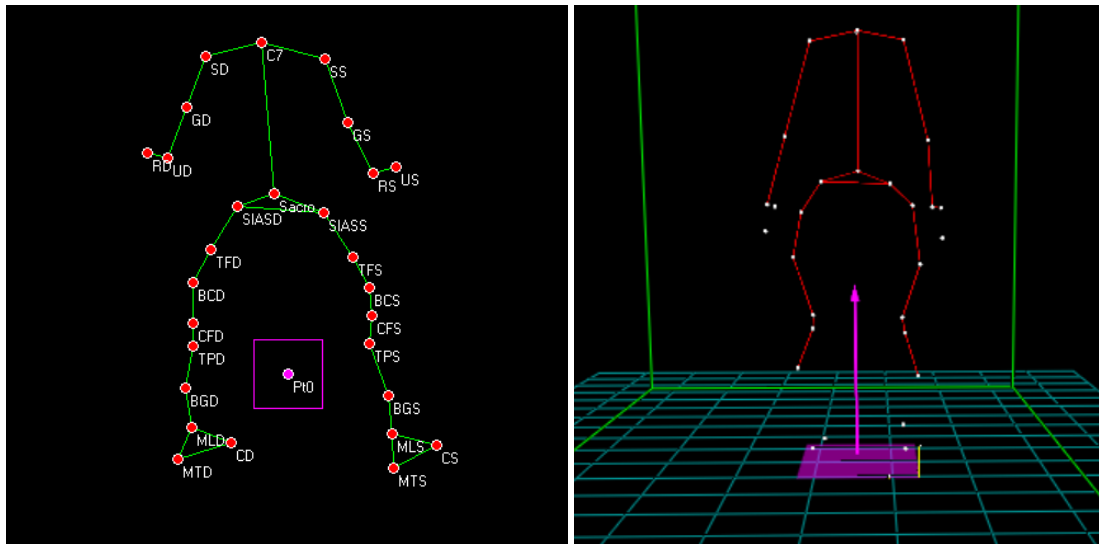 C7
SD
SS
GD
GS
RD
UD
US
RS
Sacro
SIASD
SIASS
TFD
TFS
BCD
BCS
CFD
CFS
TPD
TPS
Pt0
BGD
BGS
MLD
MLS
CD
CS
MTD
MTS